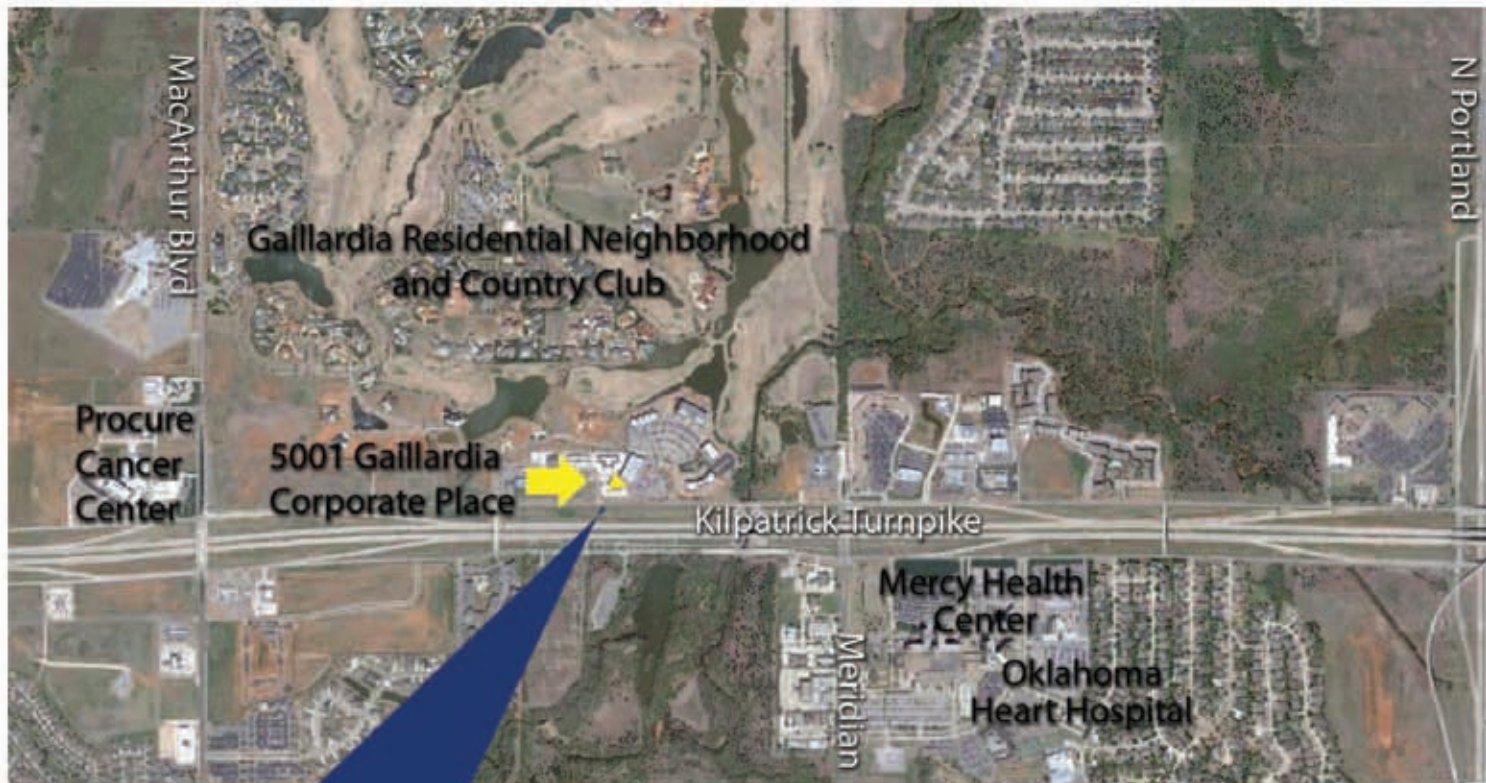 MacArthur Blvd
N Portland
Gaillardia Residential Neighborhood
and Country Club
Procure
Cancer
Center
5001 Gaillardia
Corporate Place
Kilpatrick Turnpike
Mercy Health
Center
Meridian
Oklahoma
Heart Hospital